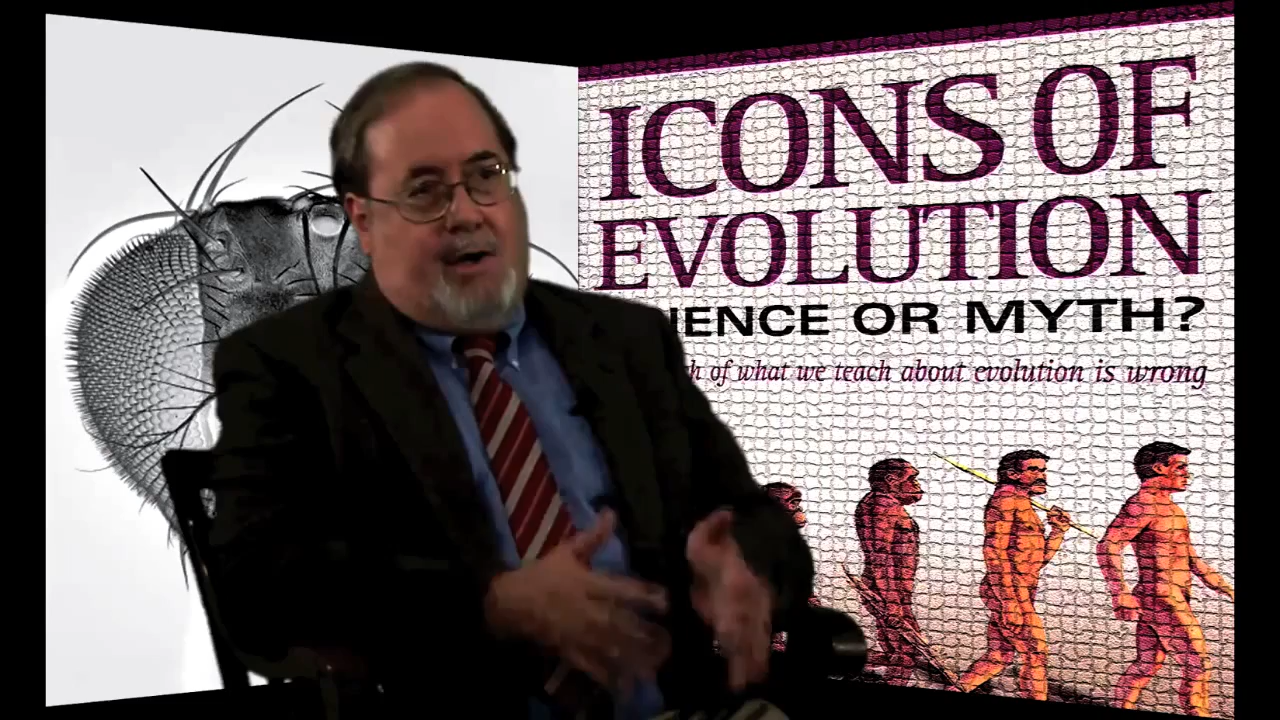 ICONS OF
EVOLUTION
IENCE OR MYTH?
h of what we teach about evolution is wrong